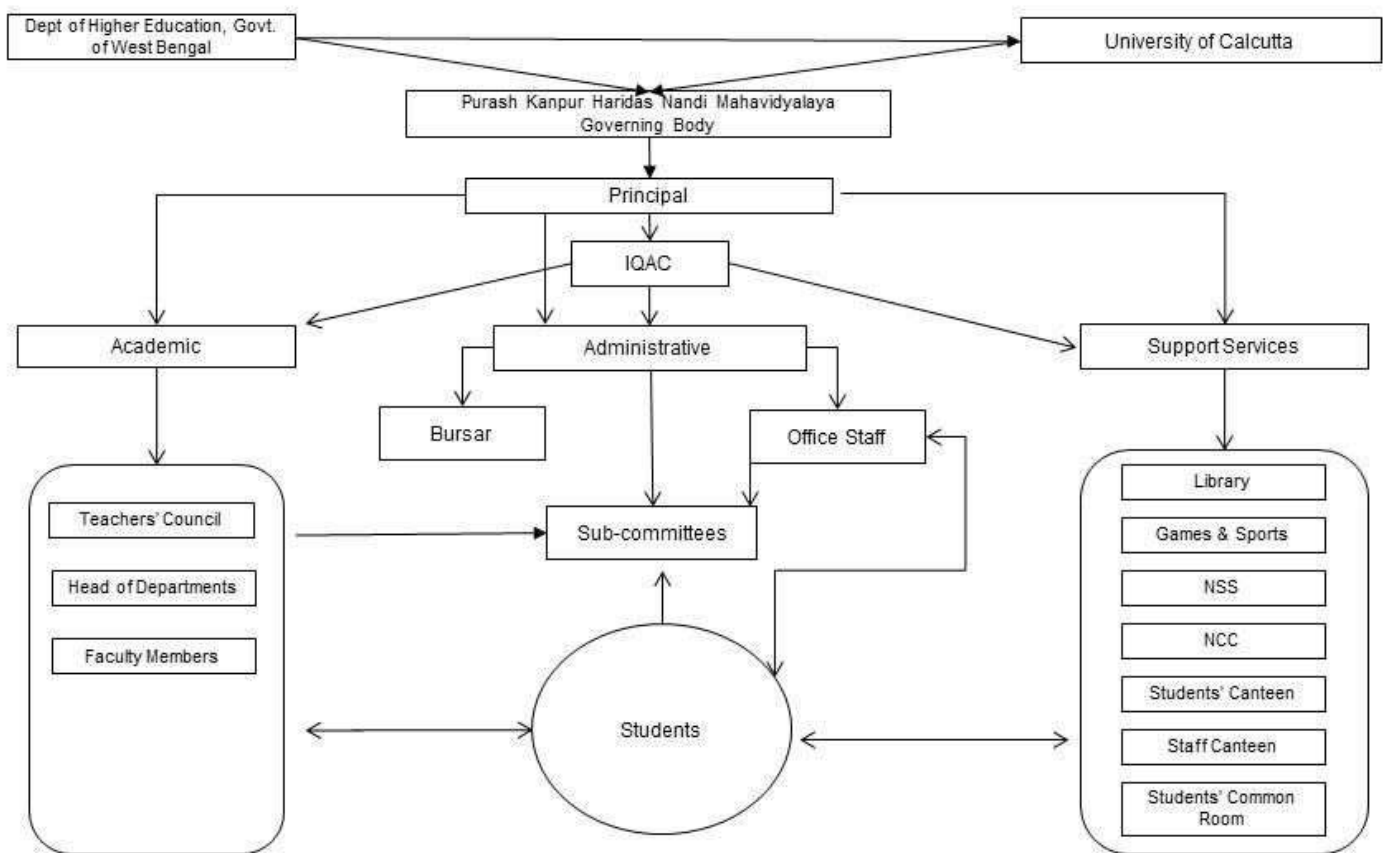 Dept of Higher Education, Govt.
of West Bengal
University of Calcutta
Purash Kanpur Haridas Nandi Mahavidyalaya
Governing Body
Principal
IQAC
Academic
Administrative
Support Services
Bursar
Office Staff
Sub-committees
Teachers' Council
Head of Departments
Faculty Members
Students
Library
Games & Sports
NSS
NCC
Students' Canteen
Staff Canteen
Students' Common
Room